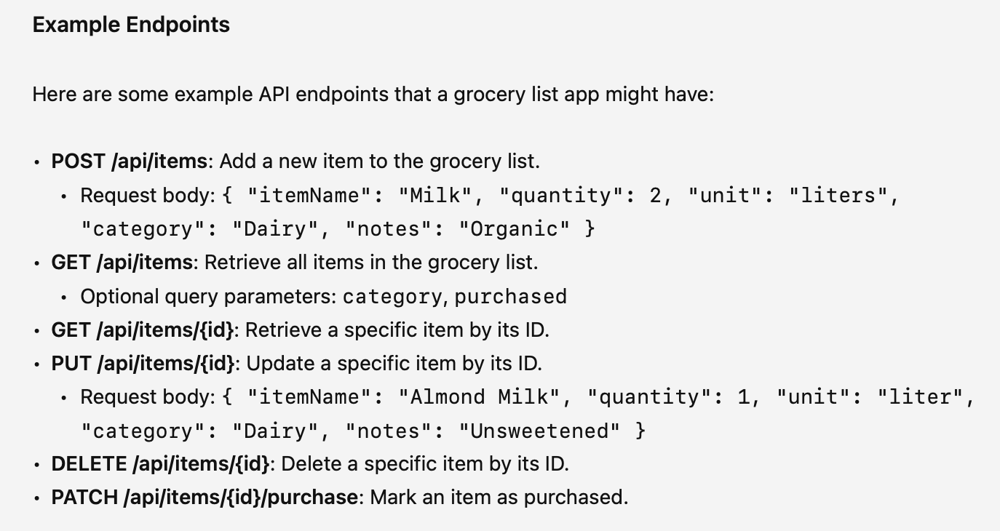 Example Endpoints
Here are some example API endpoints that a grocery list app might have:
• POST /api/items: Add a new item to the grocery list.
• Request body: { "itemName": "Milk", "quantity": 2, "unit": "liters",
"category": "Dairy", "notes": "Organic" }
• GET /api/items: Retrieve all items in the grocery list.
• Optional query parameters: category, purchased
• GET /api/items/{id}: Retrieve a specific item by its ID.
• PUT /api/items/{id}: Update a specific item by its ID.
• Request body: { "itemName": "Almond Milk", "quantity": 1, "unit": "liter",
"category": "Dairy", "notes": "Unsweetened" }
• DELETE /api/items/{id}: Delete a specific item by its ID.
• PATCH /api/items/{id}/purchase: Mark an item as purchased.